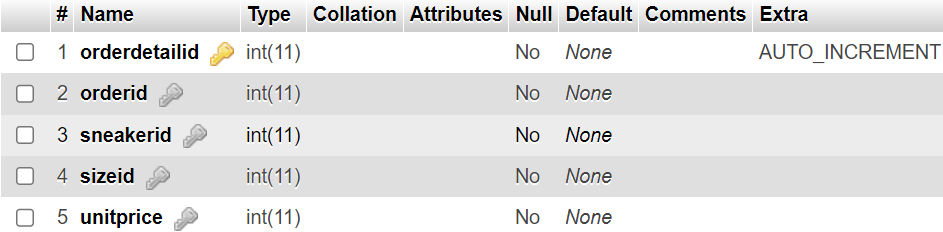 # Name Type Collation Attributes Null Default Comments Extra
1 orderdetailid int(11) No None AUTO_INCREMENT
2 orderid int(11) No None
3 sneakerid int(11) No None
4 sizeid int(11) No None
5 unitprice int(11) No None